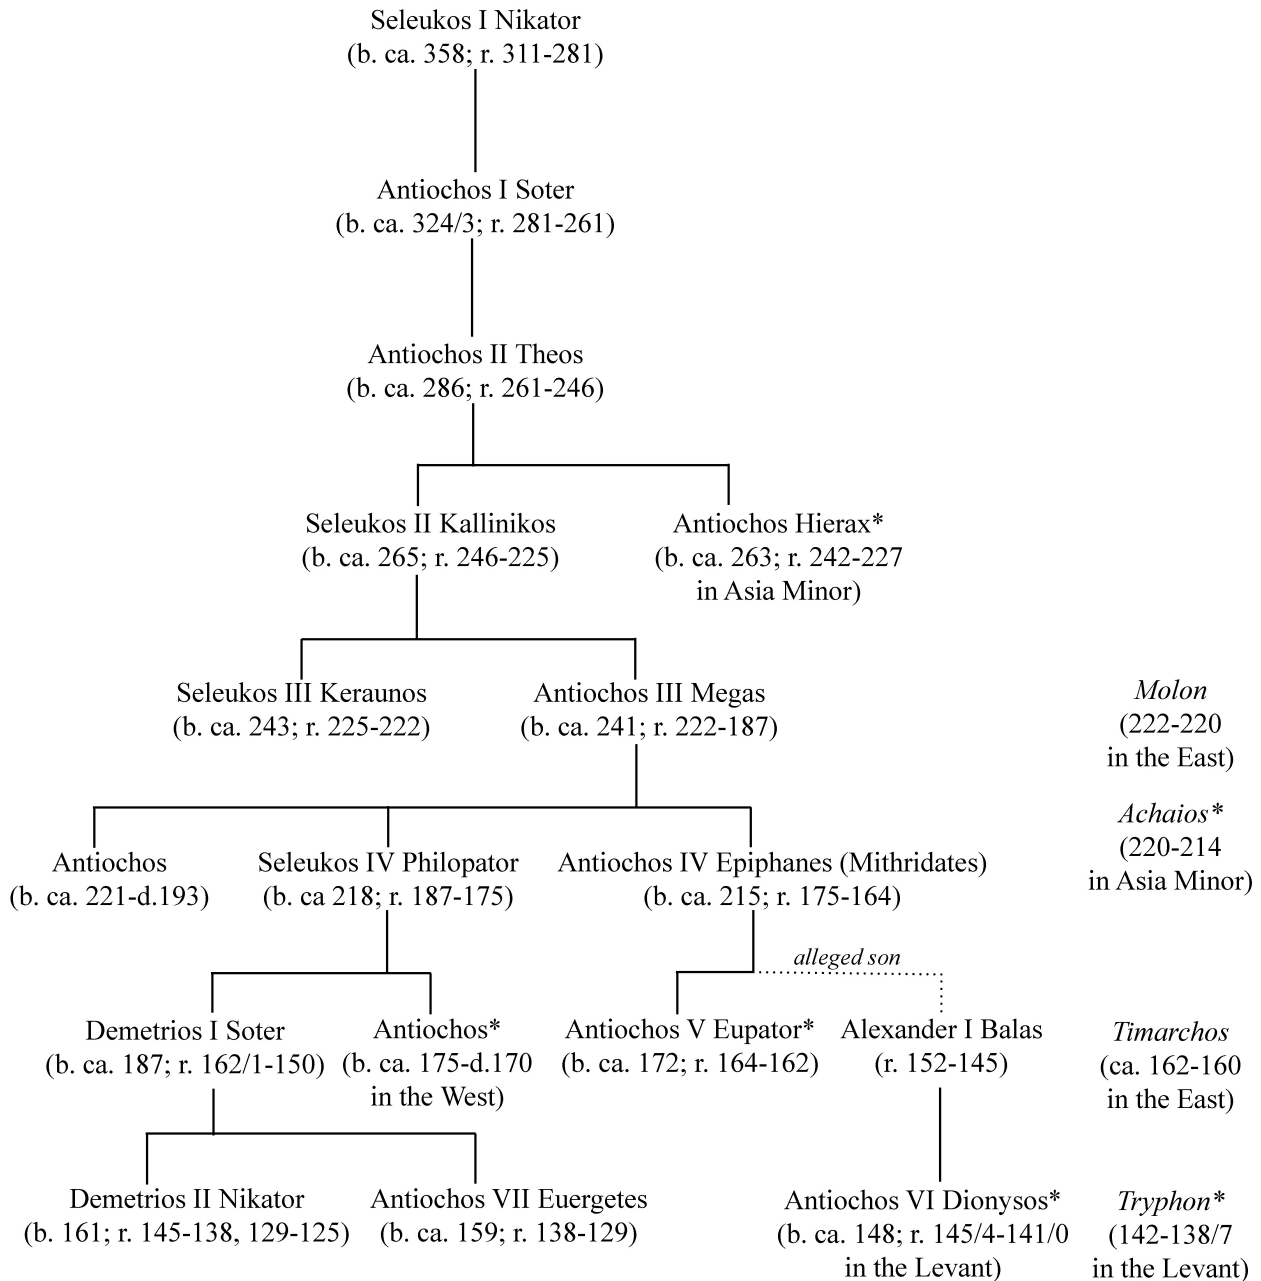 Seleukos I Nikator
(b. ca. 358; r. 311-281)
Antiochos I Soter
(b. ca. 324/3; r. 281-261)
Antiochos II Theos
(b. ca. 286; r. 261-246)
Seleukos II Kallinikos
(b. ca. 265; r. 246-225)
Antiochos Hierax*
(b. ca. 263; r. 242-227
in Asia Minor)
Seleukos III Keraunos
(b. ca. 243; r. 225-222)
Antiochos III Megas
(b. ca. 241; r. 222-187)
Molon
(222-220
in the East)
Achaios*
(220-214
in Asia Minor)
Antiochos
(b. ca. 221-d.193)
Seleukos IV Philopator
(b. ca 218; r. 187-175)
Antiochos IV Epiphanes (Mithridates)
(b. ca. 215; r. 175-164)
alleged son
Demetrios I Soter
(b. ca. 187; r. 162/1-150)
Antiochos*
(b. ca. 175-d.170
in the West)
Antiochos V Eupator*
(b. ca. 172; r. 164-162)
Alexander I Balas
(r. 152-145)
Timarchos
(ca. 162-160
in the East)
Demetrios II Nikator
(b. 161; r. 145-138, 129-125)
Antiochos VII Euergetes
(b. ca. 159; r. 138-129)
Antiochos VI Dionysos*
(b. ca. 148; r. 145/4-141/0
in the Levant)
Tryphon*
(142-138/7
in the Levant)